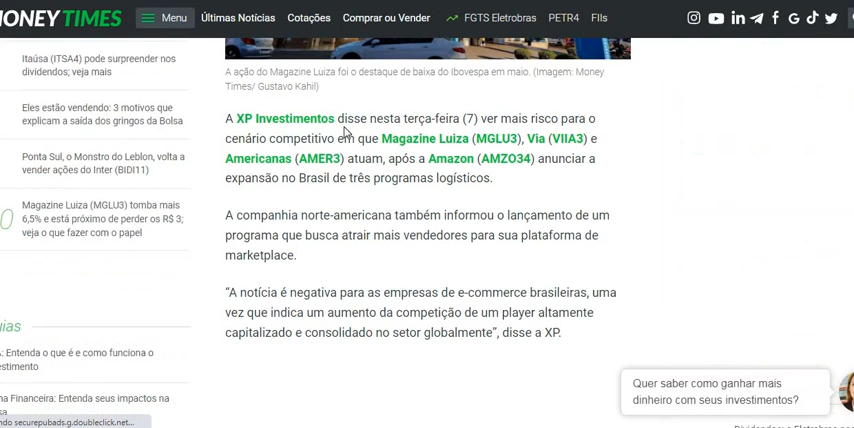 MONEY TIMES
Menu
Últimas Notícias
Cotações
Comprar ou Vender
FGTS Eletrobras
PETR4
FIIs
Itaúsa (ITSA4) pode surpreender nos
dividendos; veja mais
Eles estão vendendo: 3 motivos que
explicam a saída dos gringos da Bolsa
Ponta Sul, o Monstro do Leblon, volta a
vender ações do Inter (BIDI11)
0
Magazine Luiza (MGLU3) tomba mais
6,5% e está próximo de perder os R$ 3;
veja o que fazer com o papel
A: Entenda o que é e como funciona o
Financeira: Entenda seus impactos na
securepubads.g.doubleclick.net...
A ação do Magazine Luiza foi o destaque de baixa do Ibovespa em maio. (Imagem: Money
Times/ Gustavo Kahil)
A XP Investimentos disse nesta terça-feira (7) ver mais risco para o
cenário competitivo em que Magazine Luiza (MGLU3), Via (VIIA3) e
Americanas (AMER3) atuam, após a Amazon (AMZO34) anunciar a
expansão no Brasil de três programas logísticos.
A companhia norte-americana também informou o lançamento de um
programa que busca atrair mais vendedores para sua plataforma de
marketplace.
“A notícia é negativa para as empresas de e-commerce brasileiras, uma
vez que indica um aumento da competição de um player altamente
capitalizado e consolidado no setor globalmente”, disse a XP.
Quer saber como ganhar mais
dinheiro com seus investimentos?